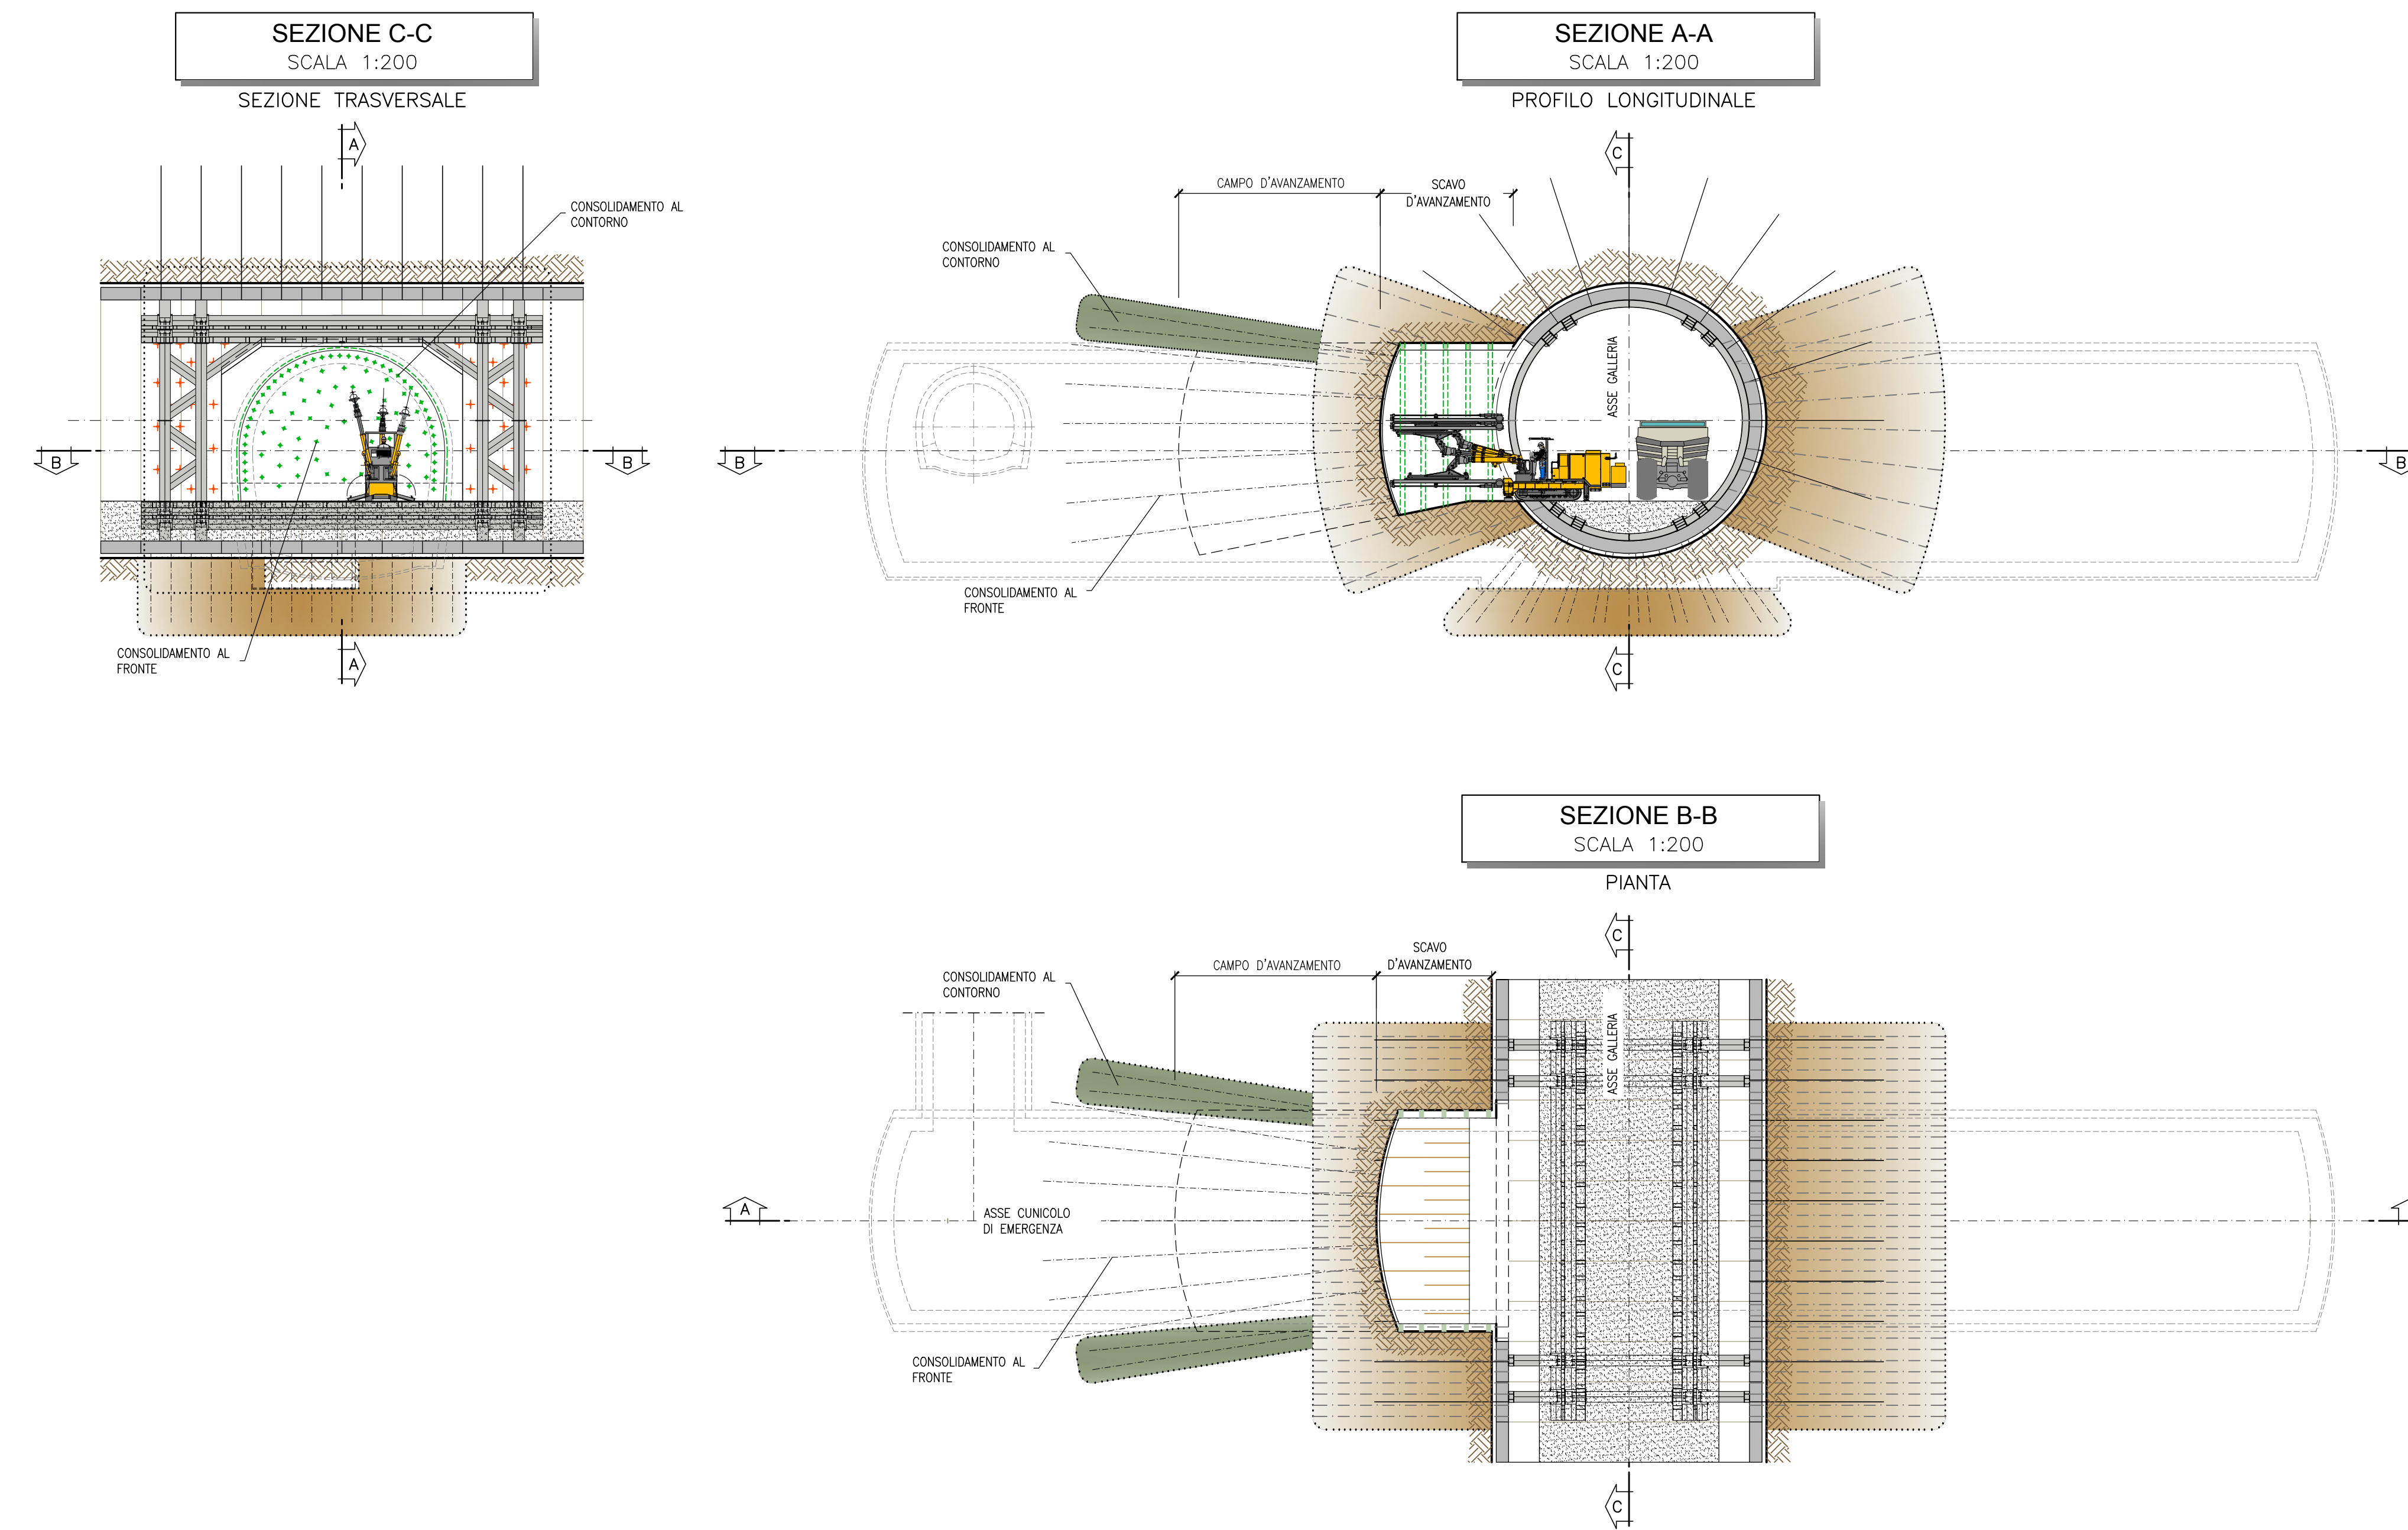 SEZIONE C-C
SCALA 1:200
SEZIONE TRASVERSALE
A
CONSOLIDAMENTO AL
CONTORNO
B
B
CONSOLIDAMENTO AL
FRONTE
A
SEZIONE A-A
SCALA 1:200
PROFILO LONGITUDINALE
C
CAMPO D'AVANZAMENTO
SCAVO
D'AVANZAMENTO
CONSOLIDAMENTO AL
CONTORNO
ASSE GALLERIA
B
B
CONSOLIDAMENTO AL
FRONTE
C
SEZIONE B-B
SCALA 1:200
PIANTA
C
SCAVO
D'AVANZAMENTO
CAMPO D'AVANZAMENTO
CONSOLIDAMENTO AL
CONTORNO
ASSE GALLERIA
A
ASSE CUNICOLO
DI EMERGENZA
CONSOLIDAMENTO AL
FRONTE
C